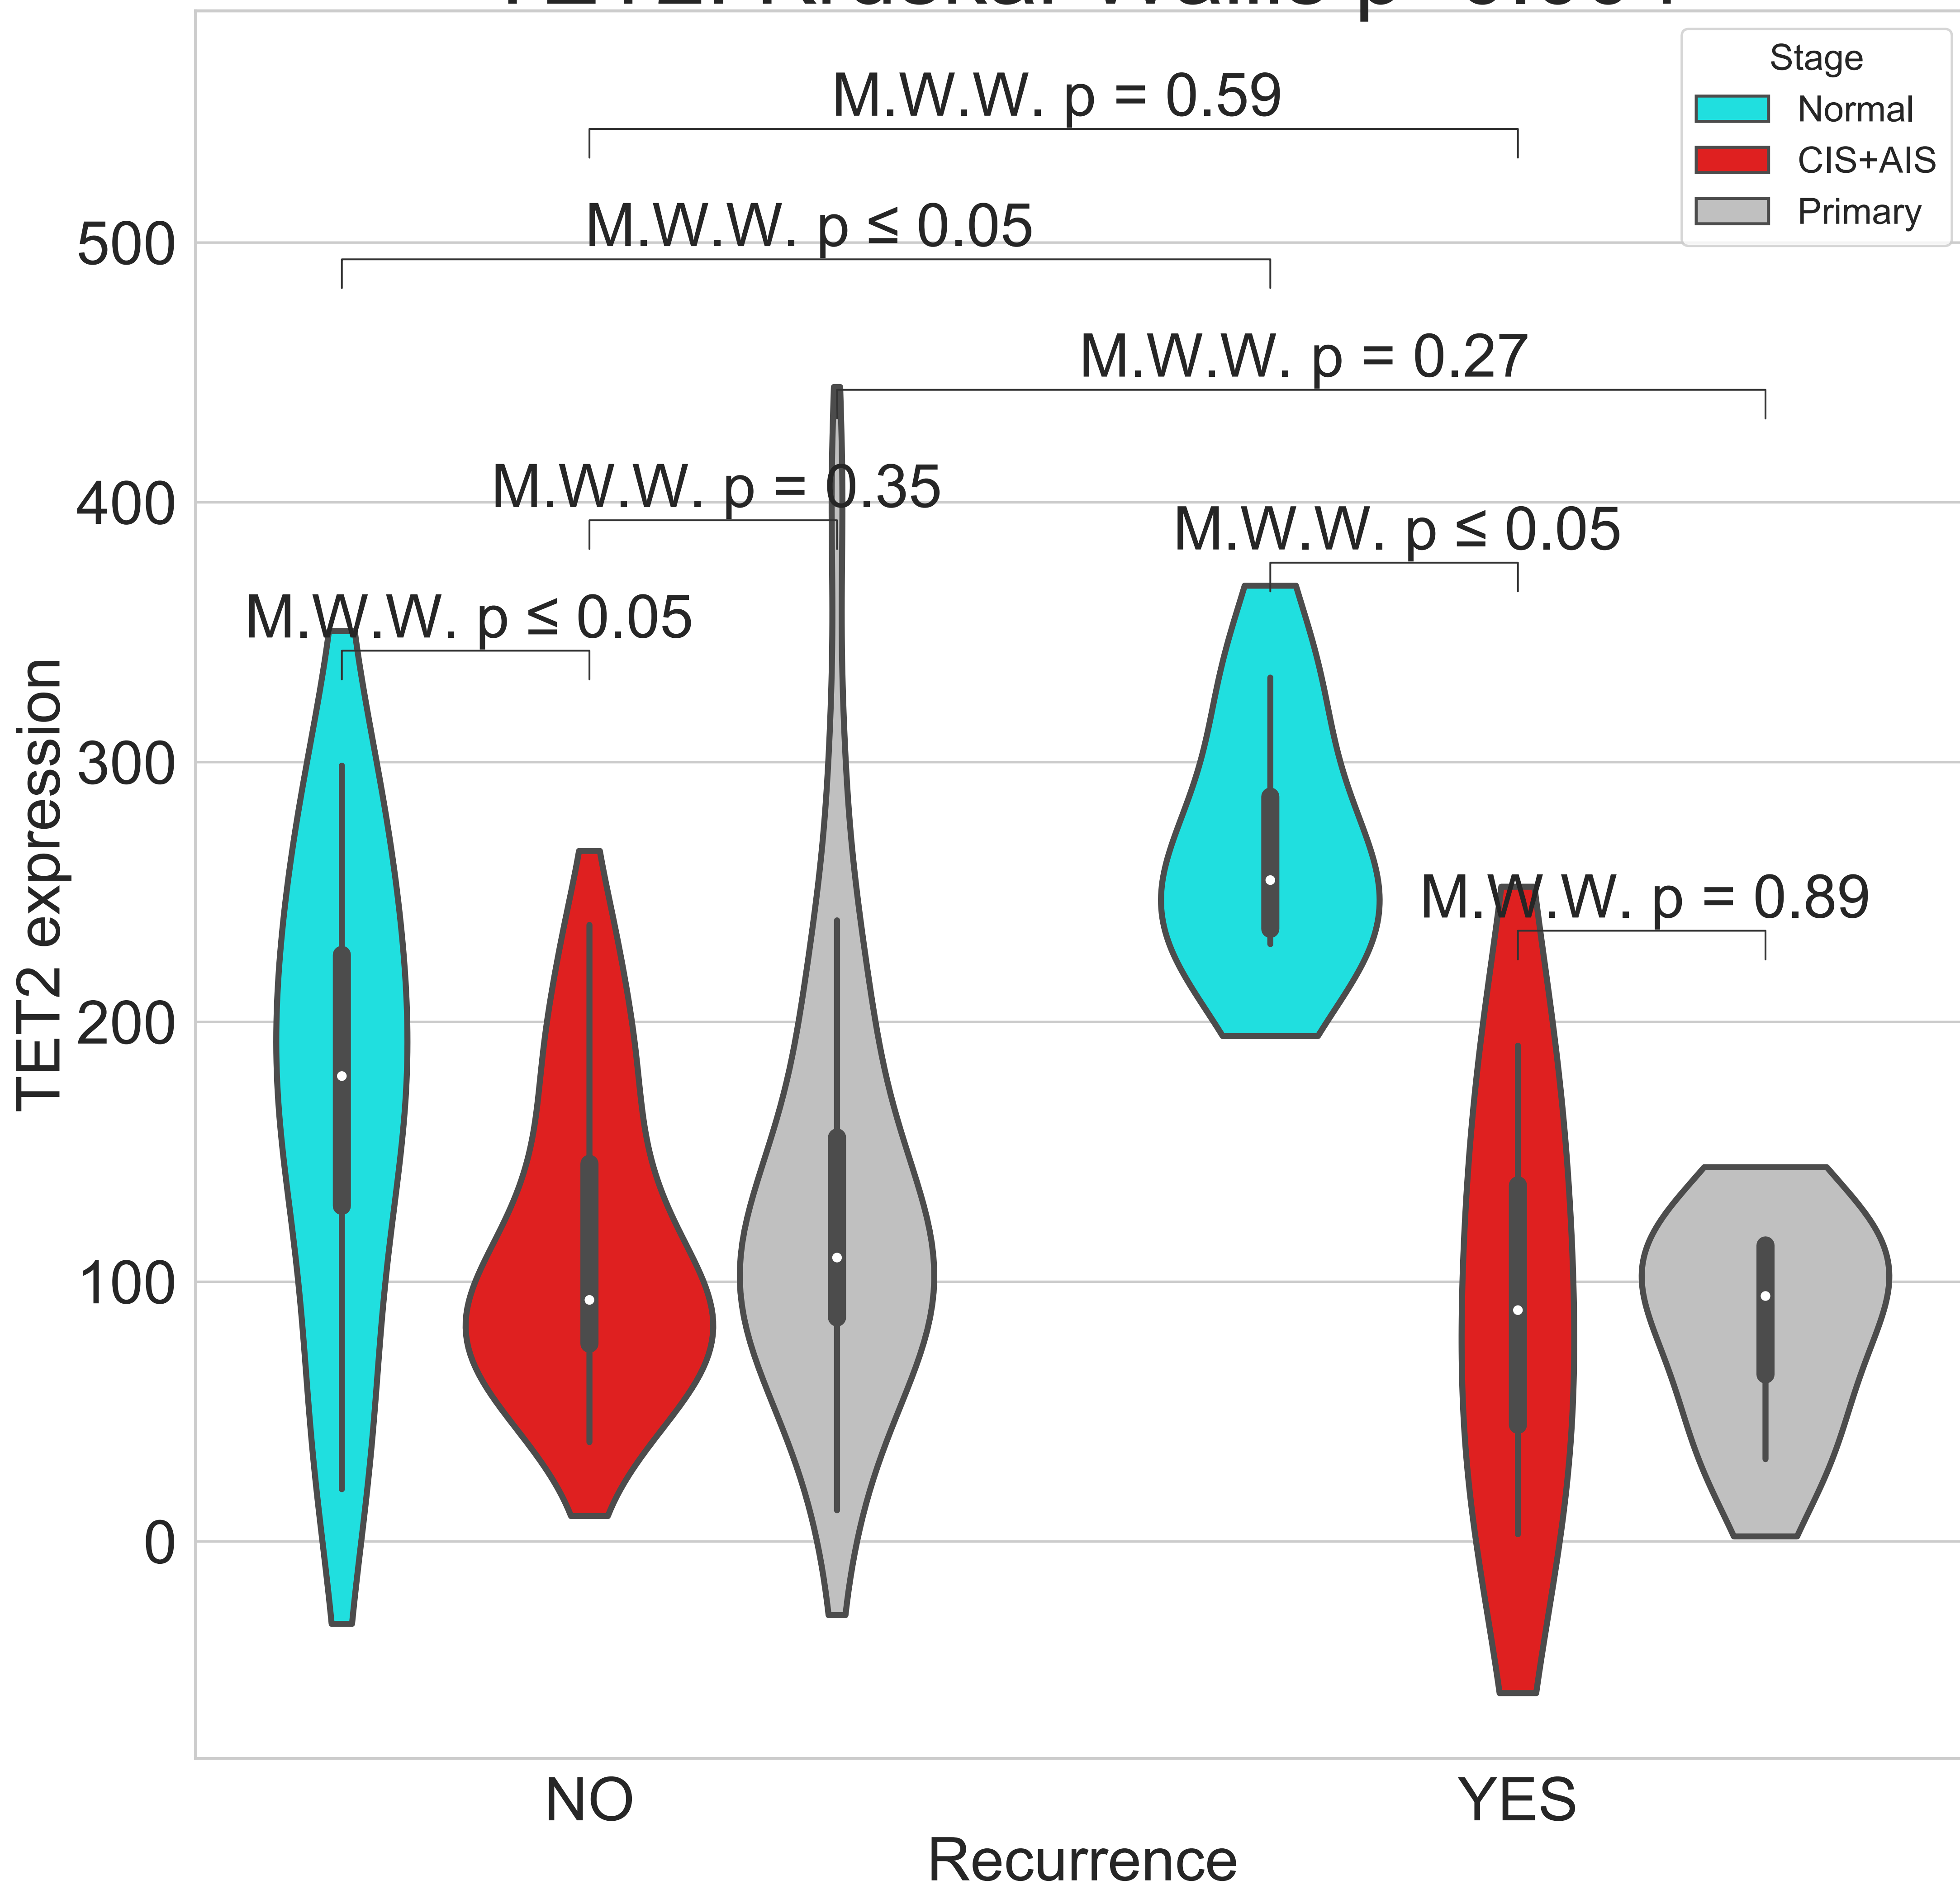 Stage
Normal
CIS+AIS
Primary
M.W.W. p = 0.59
M.W.W. p ≤ 0.05
M.W.W. p = 0.27
M.W.W. p = 0.35
M.W.W. p ≤ 0.05
M.W.W. p ≤ 0.05
M.W.W. p = 0.89
500
400
300
200
100
0
TET2 expression
NO
YES
Recurrence